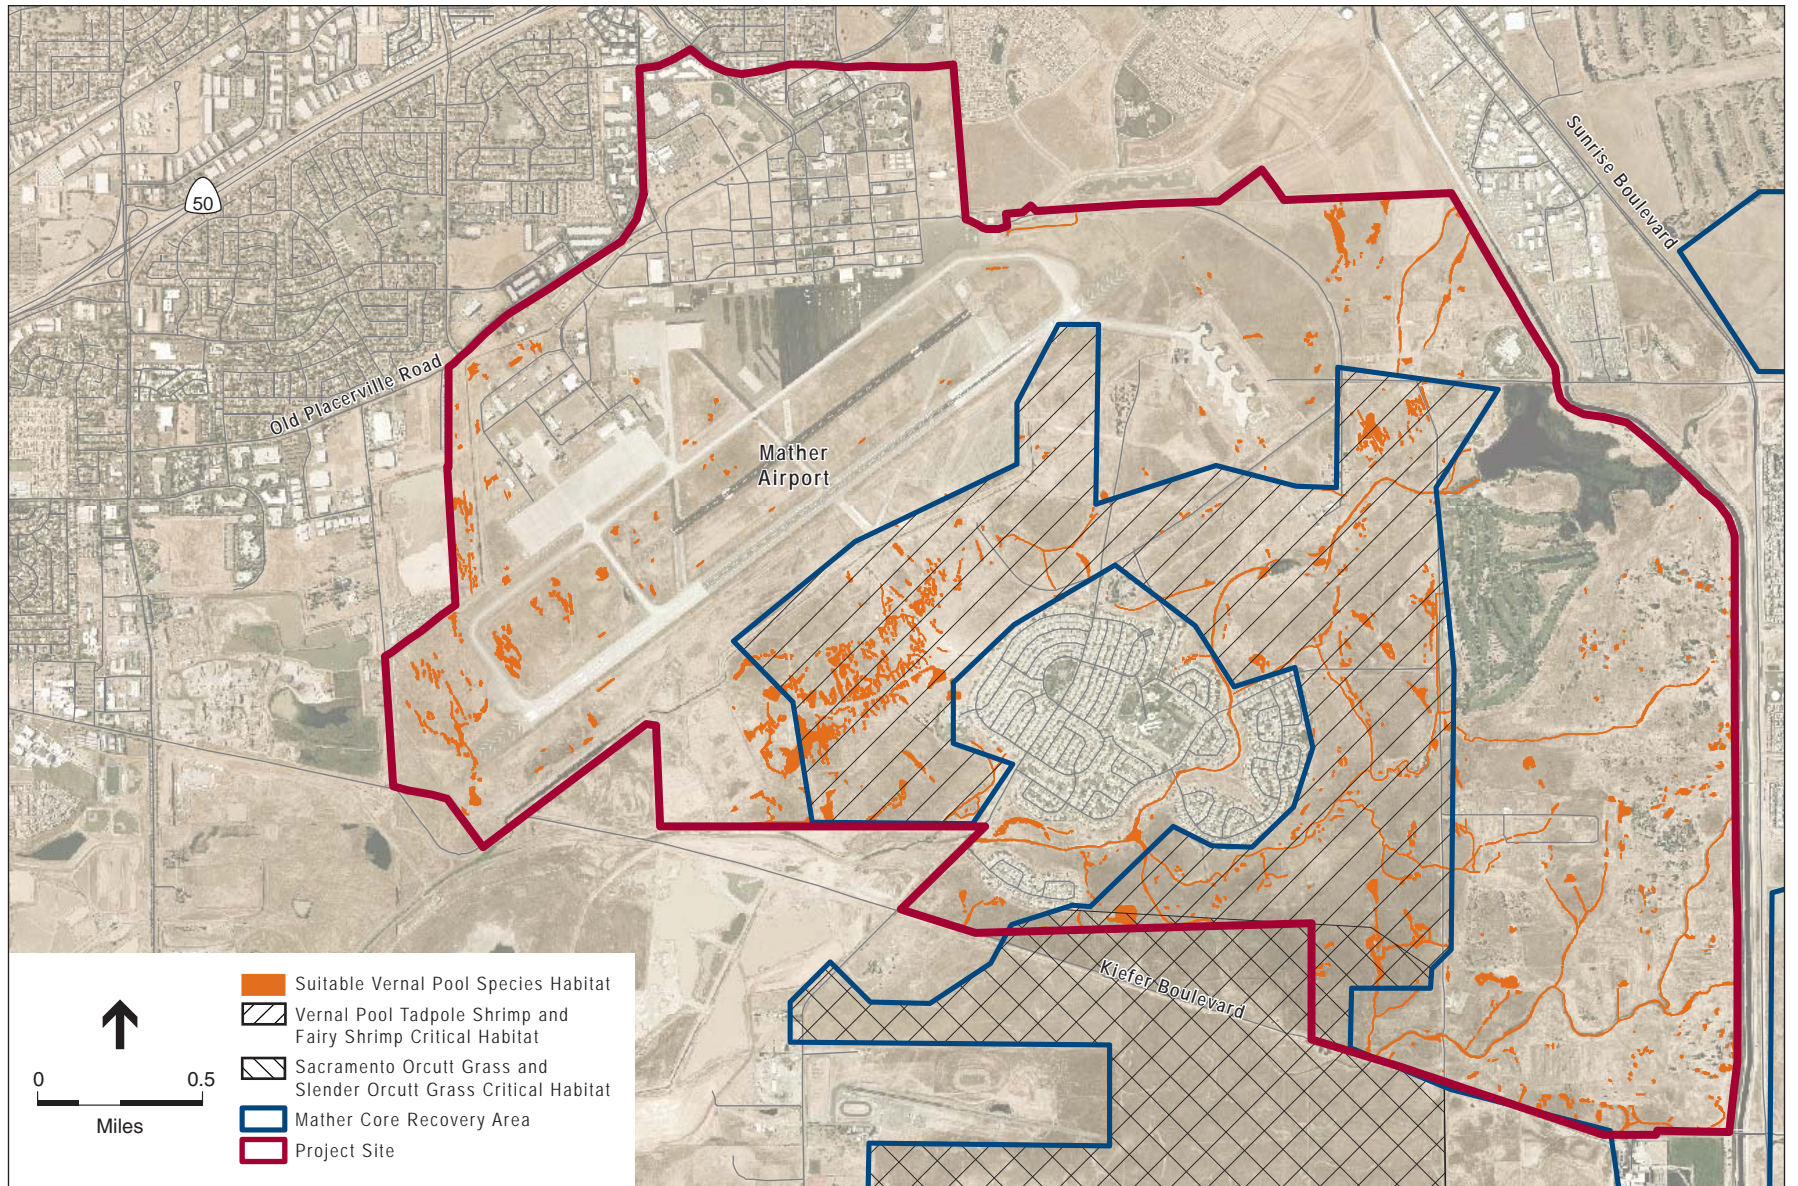 50
Sunrise Boulevard
Old Placerville Road
Mather
Airport
Kiefer Boulevard
Suitable Vernal Pool Species Habitat
Vernal Pool Tadpole Shrimp and
Fairy Shrimp Critical Habitat
Sacramento Orcutt Grass and
Slender Orcutt Grass Critical Habitat
Mather Core Recovery Area
Project Site
0 0.5
Miles